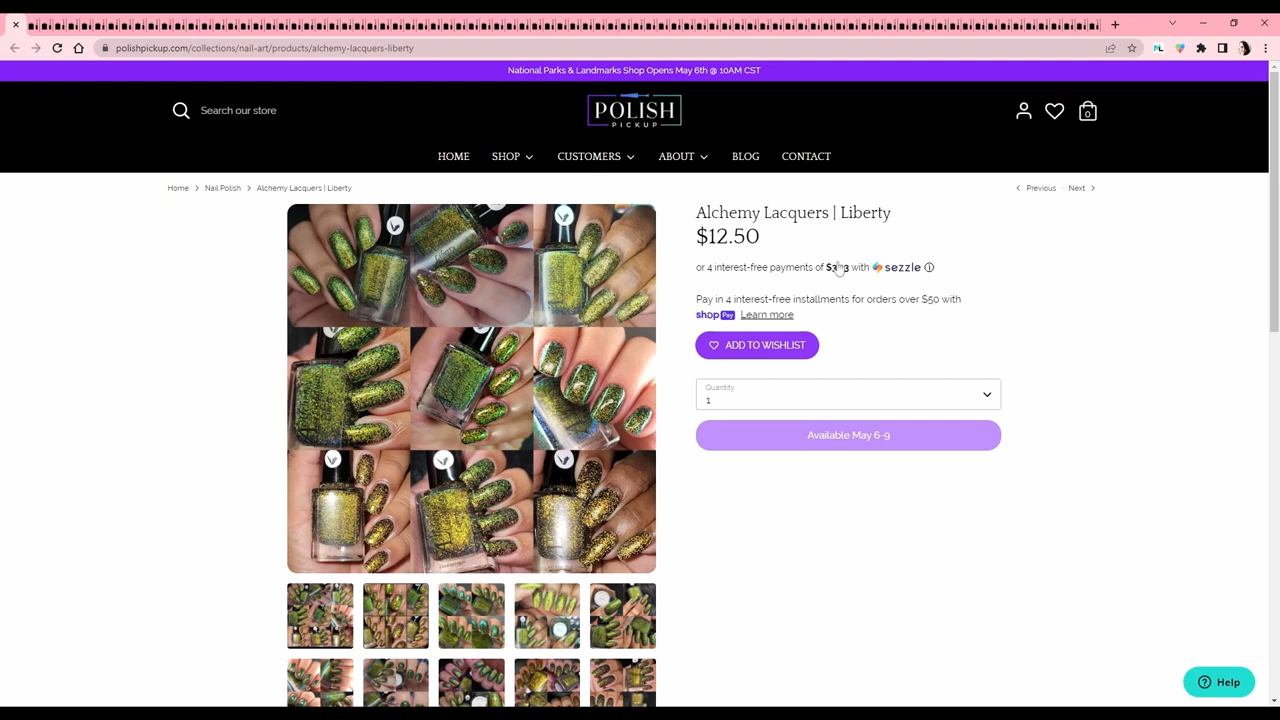 polishpickup.com/collections/nail-art/products/alchemy-lacquers-liberty
National Parks & Landmarks Shop Opens May 6th @ 10AM CST
Search our store
POLISH
PICKUP
0
HOME SHOP CUSTOMERS ABOUT BLOG CONTACT
Home > Nail Polish > Alchemy Lacquers | Liberty
< Previous Next >
Alchemy Lacquers | Liberty
$12.50
or 4 interest-free payments of with sezzle
Pay in 4 interest-free installments for orders over $50 with
shop Pay Learn more
ADD TO WISHLIST
Quantity
1
Available May 6-9
Help